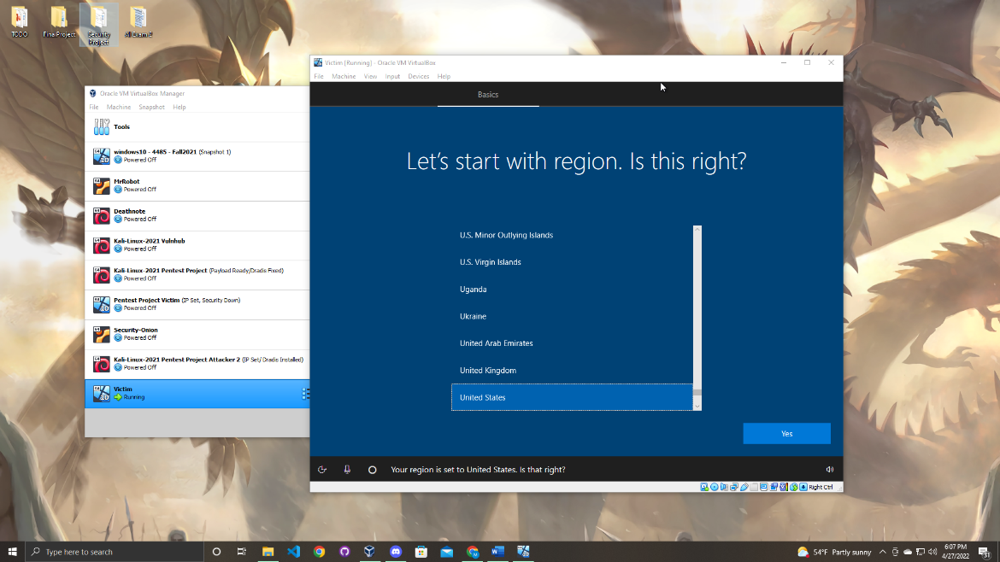 TODO
Final Project
Security
Project
AI Exam 2
Victim [Running] - Oracle VM VirtualBox
File Machine View Input Devices Help
Basics
Let's start with region. Is this right?
U.S. Minor Outlying Islands
U.S. Virgin Islands
Uganda
Ukraine
United Arab Emirates
United Kingdom
United States
Yes
Your region is set to United States. Is that right?
Right Ctrl
Oracle VM VirtualBox Manager
File Machine Snapshot Help
Tools
windows10 - 4485 - Fall2021 (Snapshot 1)
Powered Off
MrRobot
Powered Off
Deathnote
Powered Off
Kali-Linux-2021 Vulnhub
Powered Off
Kali-Linux-2021 Pentest Project (Payload Ready/Dradis Fixed)
Powered Off
Pentest Project Victim (IP Set, Security Down)
Powered Off
Security-Onion
Powered Off
Kali-Linux-2021 Pentest Project Attacker 2 (IP Set/ Dradis Installed)
Powered Off
Victim
Running
Type here to search
54°F Partly sunny
6:07 PM
4/27/2022
31